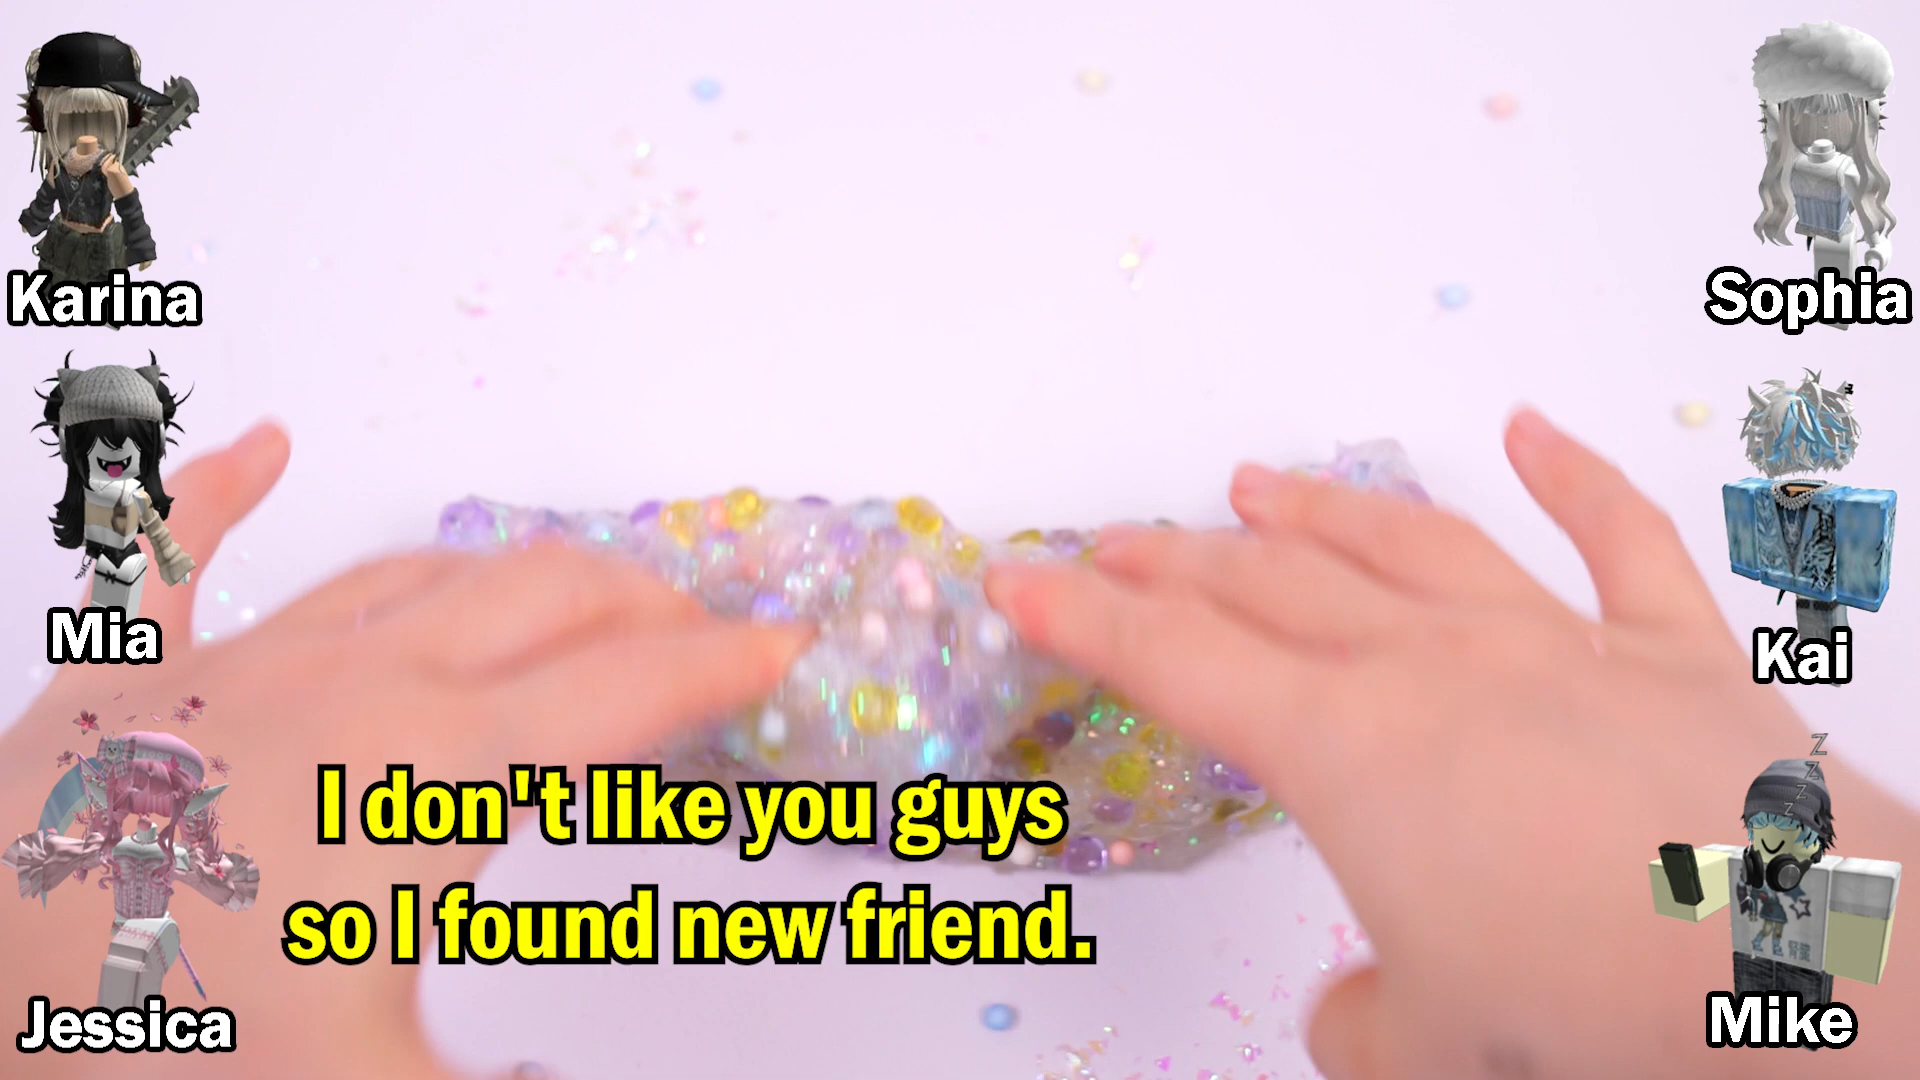 Karina
Sophia
Mia
Kai
I don't like you guys
so I found new friend.
Jessica
Mike